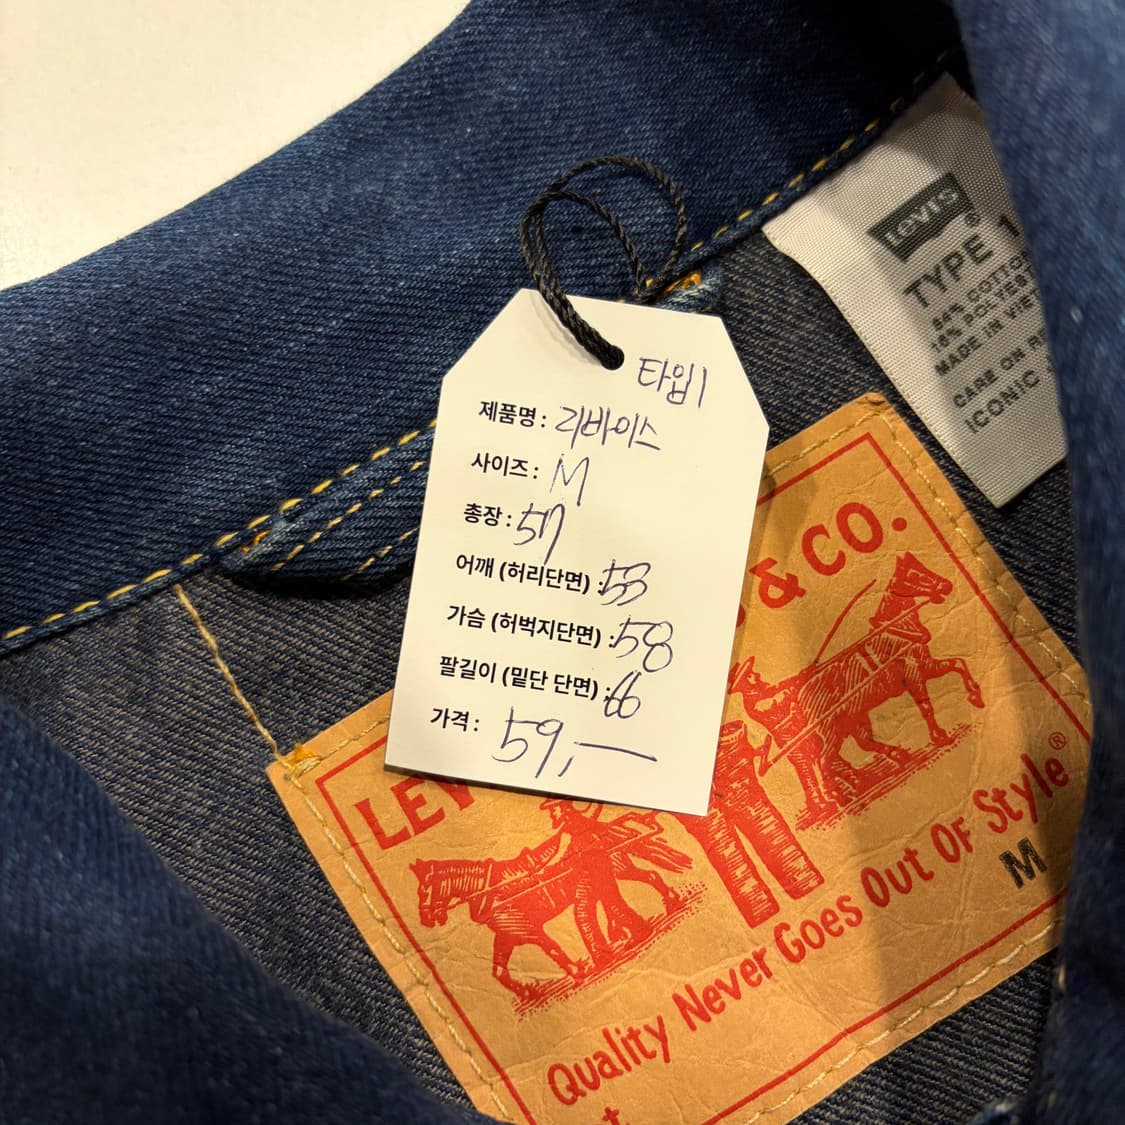 타입1
제품명: 리바이스
사이즈: M
총장: 57
어깨 (허리단면) : 53
가슴 (허벅지단면) : 58
팔길이 (밑단 단면) : 66
가격: 59,—
Levi's®
TYPE 1
COTTO
MADE IN VIE
CARE ON R
ICONIC
LEV
& CO.
Quality Never Goes Out Of Style®
M